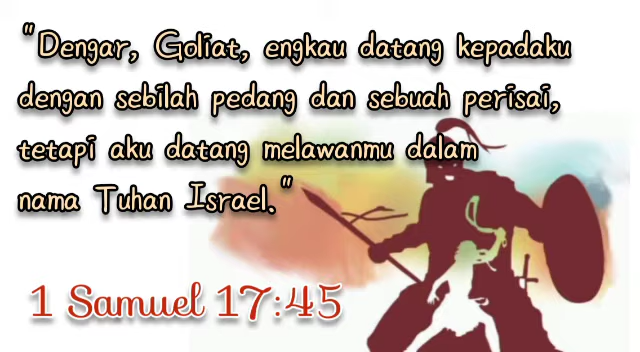 "Dengar, Goliat, engkau datang kepadaku
dengan sebilah pedang dan sebuah perisai,
tetapi aku datang melawanmu dalam
nama Tuhan Israel."
1 Samuel 17:45